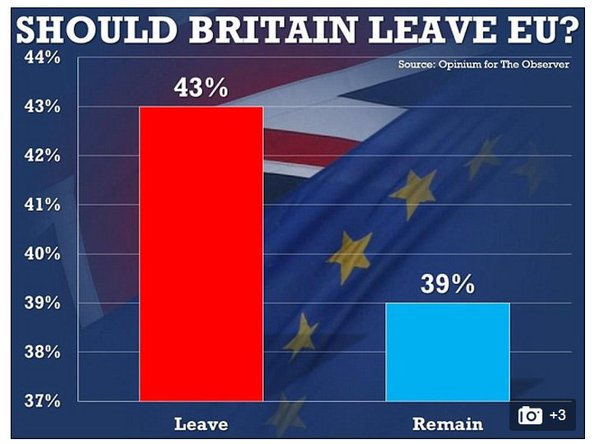 SHOULD BRITAIN LEAVE EU?
44%
Source: Opinium for The Observer
43%
43%
42%
41%
40%
39%
39%
38%
37%
Leave
Remain
+3